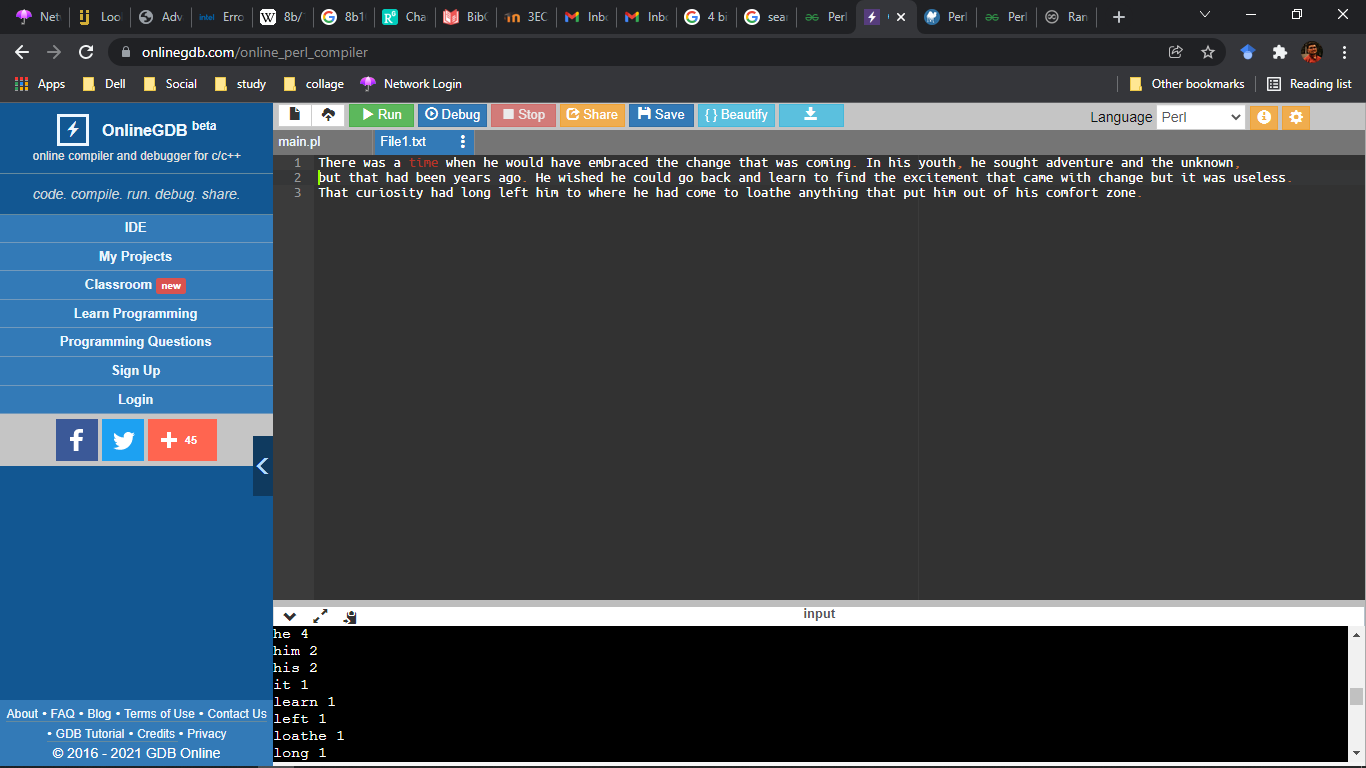 Net
Loo
Adv
intel Erro
W 8b/
8b1
Cha
Bib
3EC
Inb
Inb
4 bi
sea
Perl
Perl
Perl
Ran
onlinegdb.com/online_perl_compiler
Apps Dell Social study collage Network Login Other bookmarks Reading list
OnlineGDB beta
online compiler and debugger for c/c++
code. compile. run. debug. share.
IDE
My Projects
Classroom new
Learn Programming
Programming Questions
Sign Up
Login
45
Run Debug Stop Share Save { } Beautify
Language Perl
main.pl File1.txt
1 There was a time when he would have embraced the change that was coming. In his youth, he sought adventure and the unknown,
2 but that had been years ago. He wished he could go back and learn to find the excitement that came with change but it was useless.
3 That curiosity had long left him to where he had come to loathe anything that put him out of his comfort zone.
input
he 4
him 2
his 2
it 1
learn 1
left 1
loathe 1
long 1
About • FAQ • Blog • Terms of Use • Contact Us
• GDB Tutorial • Credits • Privacy
© 2016 - 2021 GDB Online